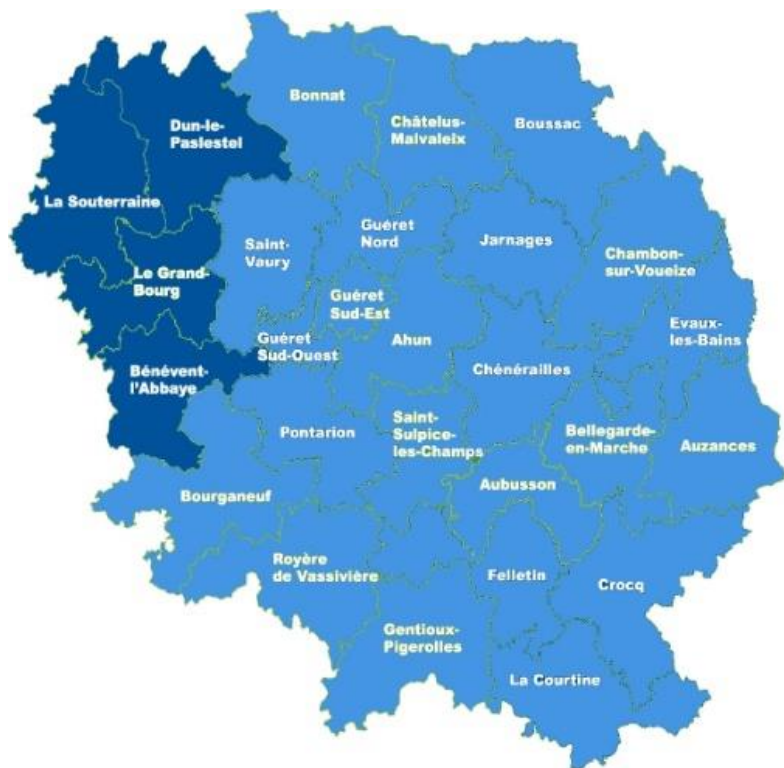 Bonnat
Châtelus-
Malvaleix
Boussac
Dun-le-
Paslestel
La Souterraine
Guéret
Nord
Saint-
Vaury
Jarnages
Chambon-
sur-Voueize
Le Grand-
Bourg
Guéret
Sud-Est
Evaux-
les-Bains
Guéret
Sud-Ouest
Ahun
Bénévent-
l'Abbaye
Chénérailles
Pontarion
Saint-
Sulpice-
les-Champs
Bellegarde-
en-Marche
Auzances
Bourganeuf
Aubusson
Royère
de Vassivière
Felletin
Crocq
Gentioux-
Pigerolles
La Courtine